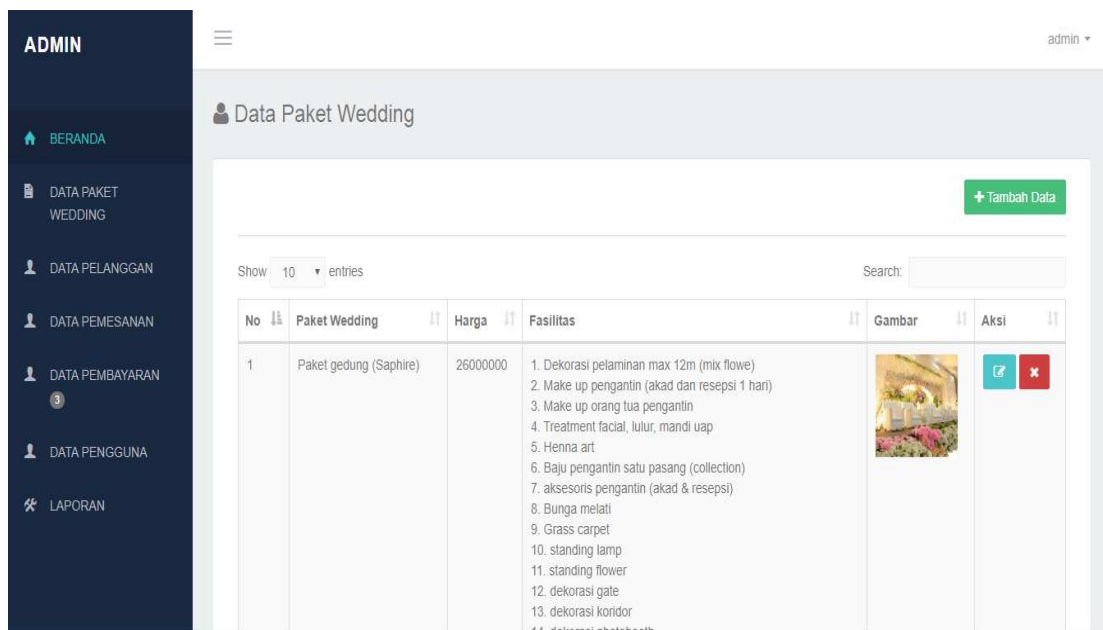 ADMIN
admin
BERANDA
DATA PAKET
WEDDING
DATA PELANGGAN
DATA PEMESANAN
DATA PEMBAYARAN
3
DATA PENGGUNA
LAPORAN
Data Paket Wedding
Tambah Data
Show 10 entries
Search:
No Paket Wedding Harga Fasilitas Gambar Aksi
1 Paket gedung (Saphire) 26000000 1. Dekorasi pelaminan max 12m (mix flowe)
2. Make up pengantin (akad dan resepsi 1 hari)
3. Make up orang tua pengantin
4. Treatment facial, lulur, mandi uap
5. Henna art
6. Baju pengantin satu pasang (collection)
7. aksesoris pengantin (akad & resepsi)
8. Bunga melati
9. Grass carpet
10. standing lamp
11. standing flower
12. dekorasi gate
13. dekorasi koridor
14. dekorasi photobooth